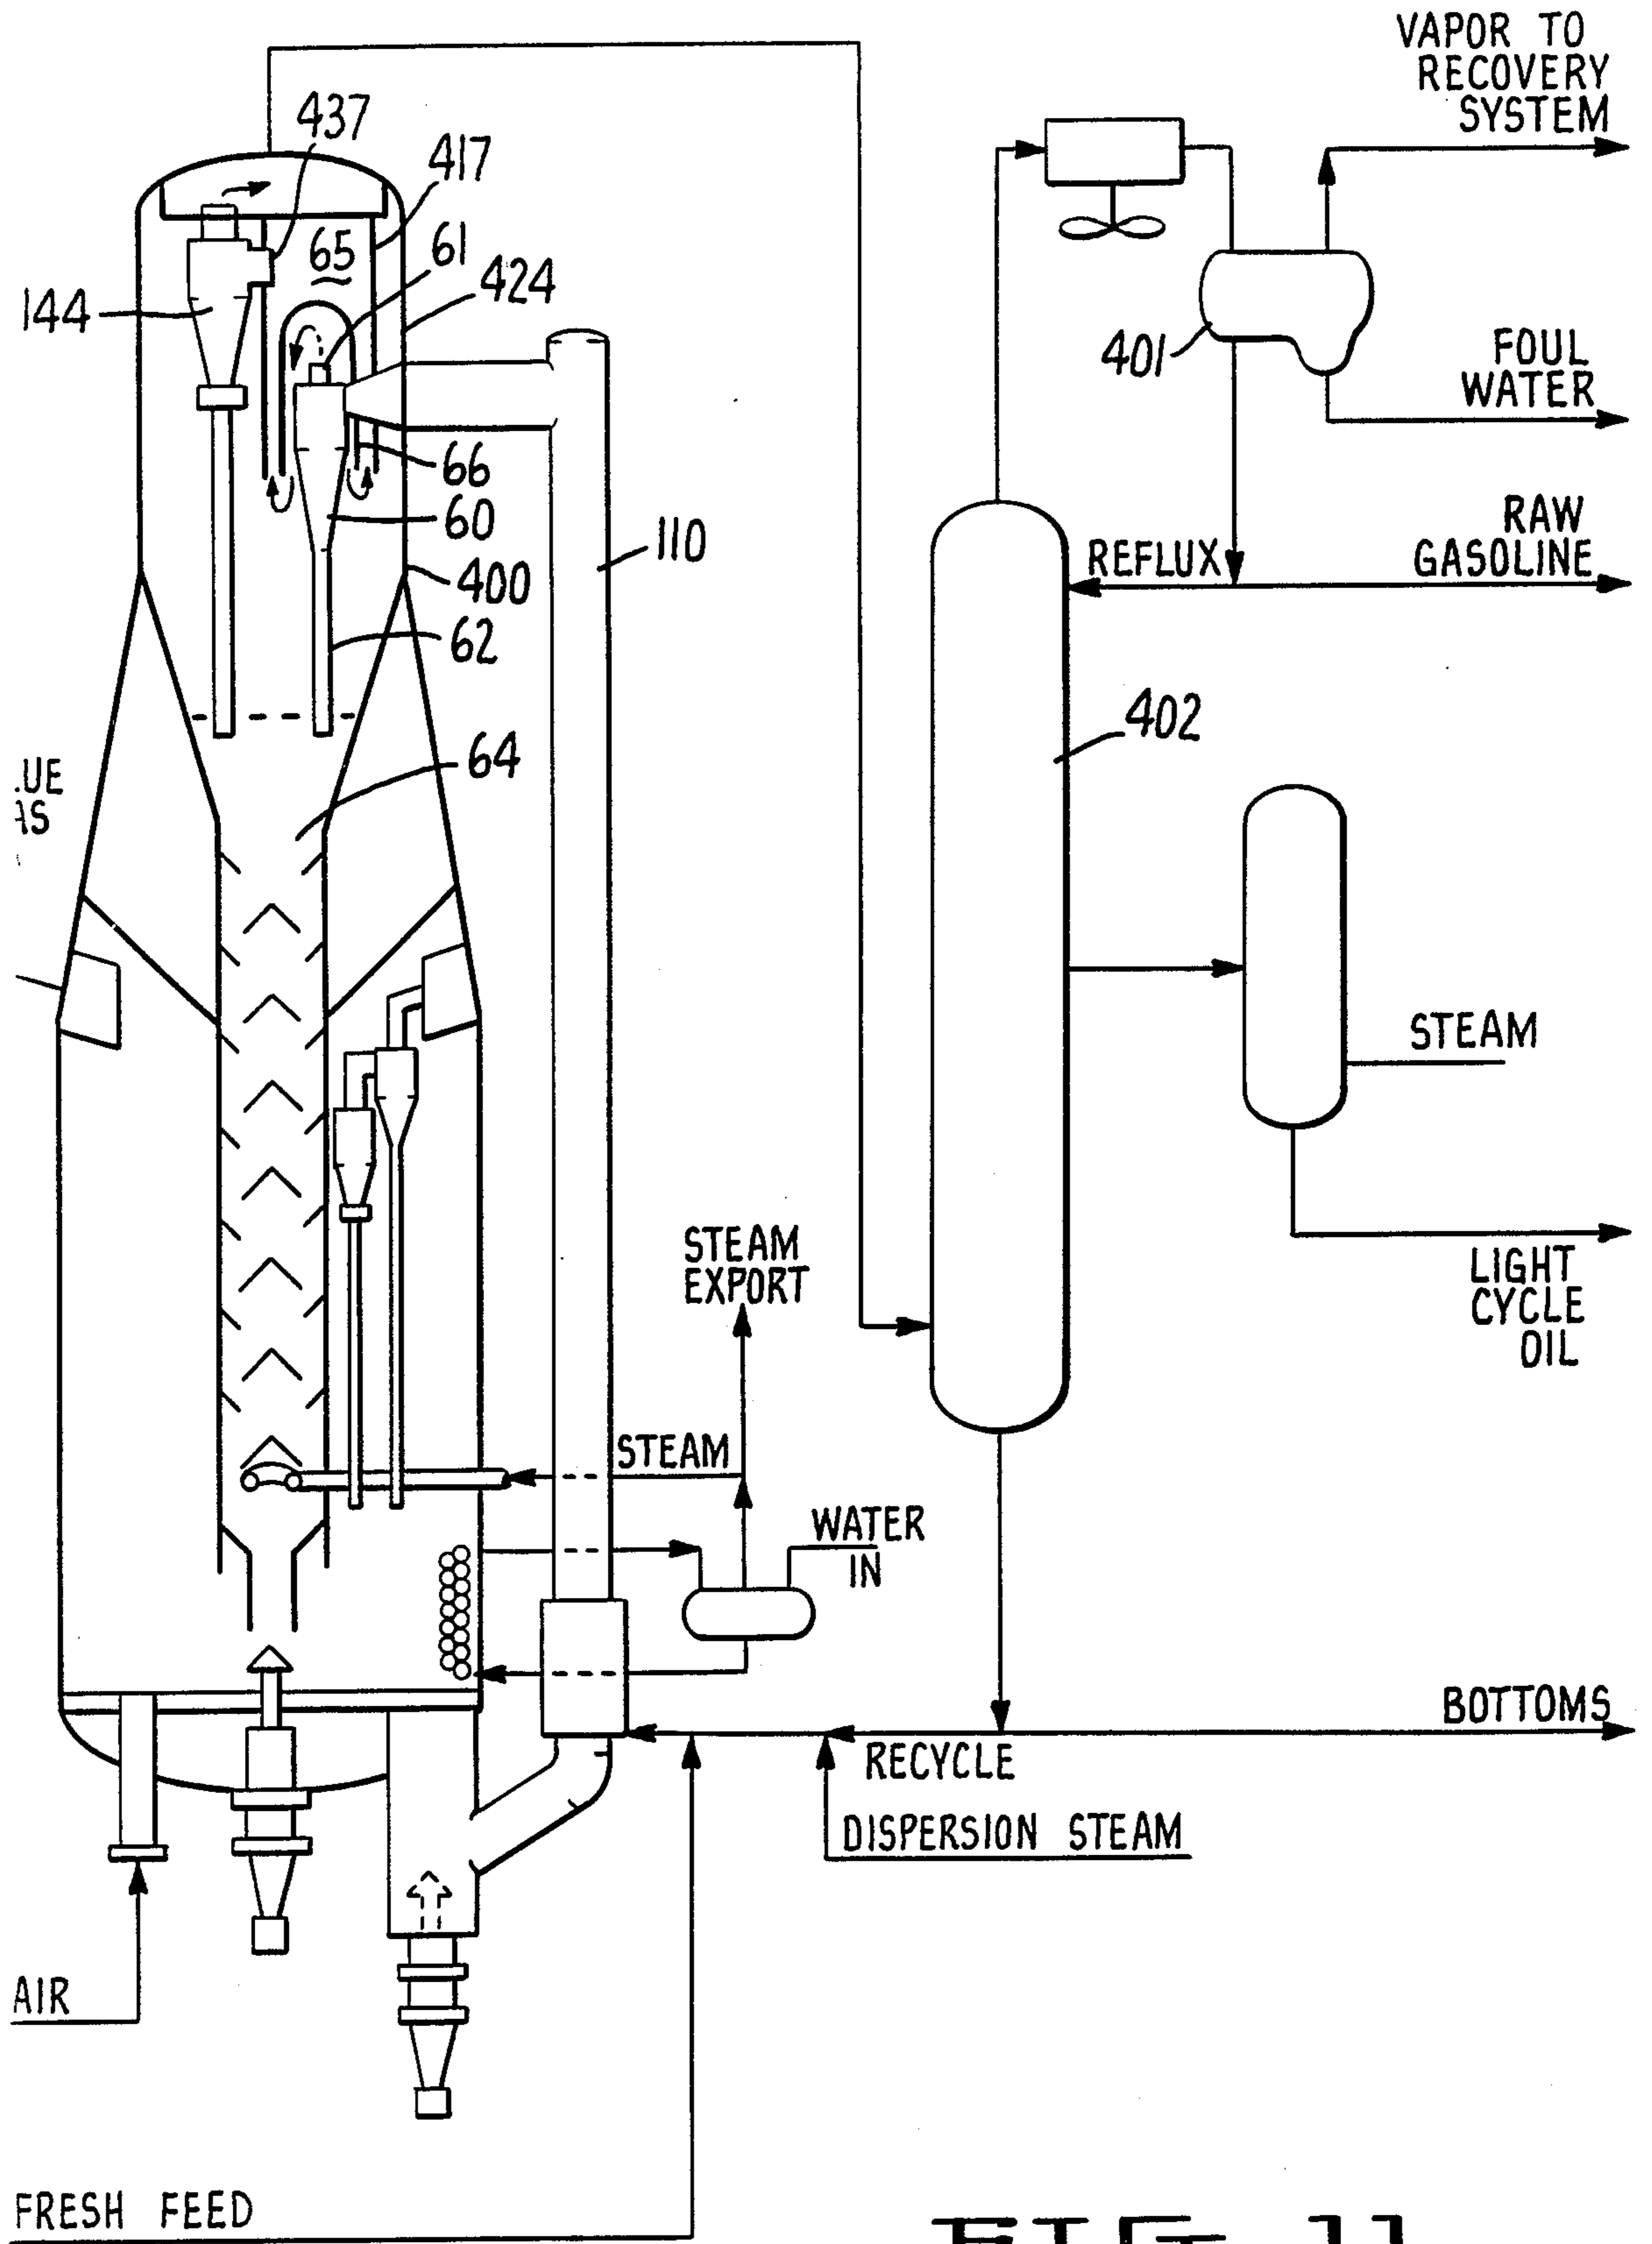 VAPOR TO
RECOVERY
SYSTEM
437
417
61
65
424
144
401
FOUL
WATER
66
60
110
RAW
GASOLINE
REFLUX
400
62
402
64
STEAM
STEAM
EXPORT
LIGHT
CYCLE
OIL
STEAM
WATER
IN
BOTTOMS
RECYCLE
DISPERSION STEAM
AIR
FRESH FEED